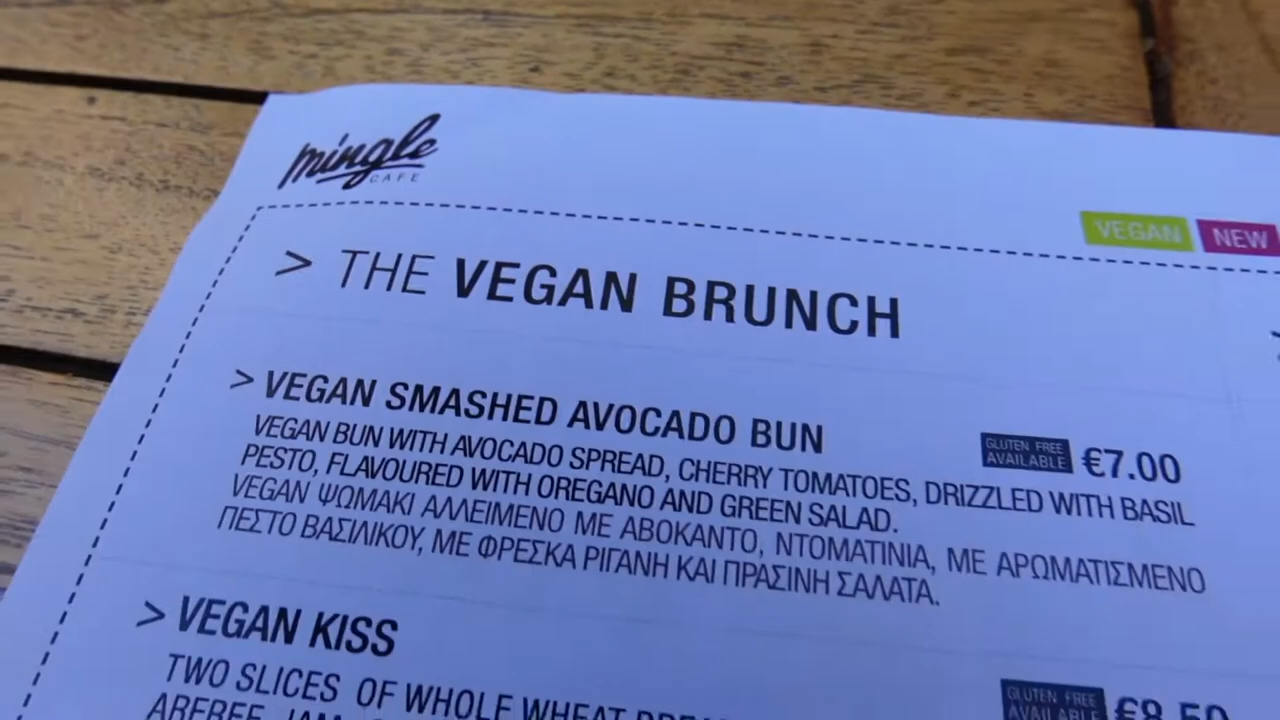 mingle
CAFE
VEGAN NEW
> THE VEGAN BRUNCH
> VEGAN SMASHED AVOCADO BUN
GLUTEN FREE
AVAILABLE €7.00
VEGAN BUN WITH AVOCADO SPREAD, CHERRY TOMATOES, DRIZZLED WITH BASIL
PESTO, FLAVOURED WITH OREGANO AND GREEN SALAD.
VEGAN ΨΩΜΑΚΙ ΑΛΛΕΙΜΕΝΟ ΜΕ ΑΒΟΚΑΝΤΟ, ΝΤΟΜΑΤΙΝΙΑ, ΜΕ ΑΡΩΜΑΤΙΣΜΕΝΟ
ΠΕΣΤΟ ΒΑΣΙΛΙΚΟΥ, ΜΕ ΦΡΕΣΚΑ ΡΙΓΑΝΗ ΚΑΙ ΠΡΑΣΙΝΗ ΣΑΛΑΤΑ.
> VEGAN KISS
GLUTEN FREE
AVAILABLE €8.50
TWO SLICES OF WHOLE WHEAT